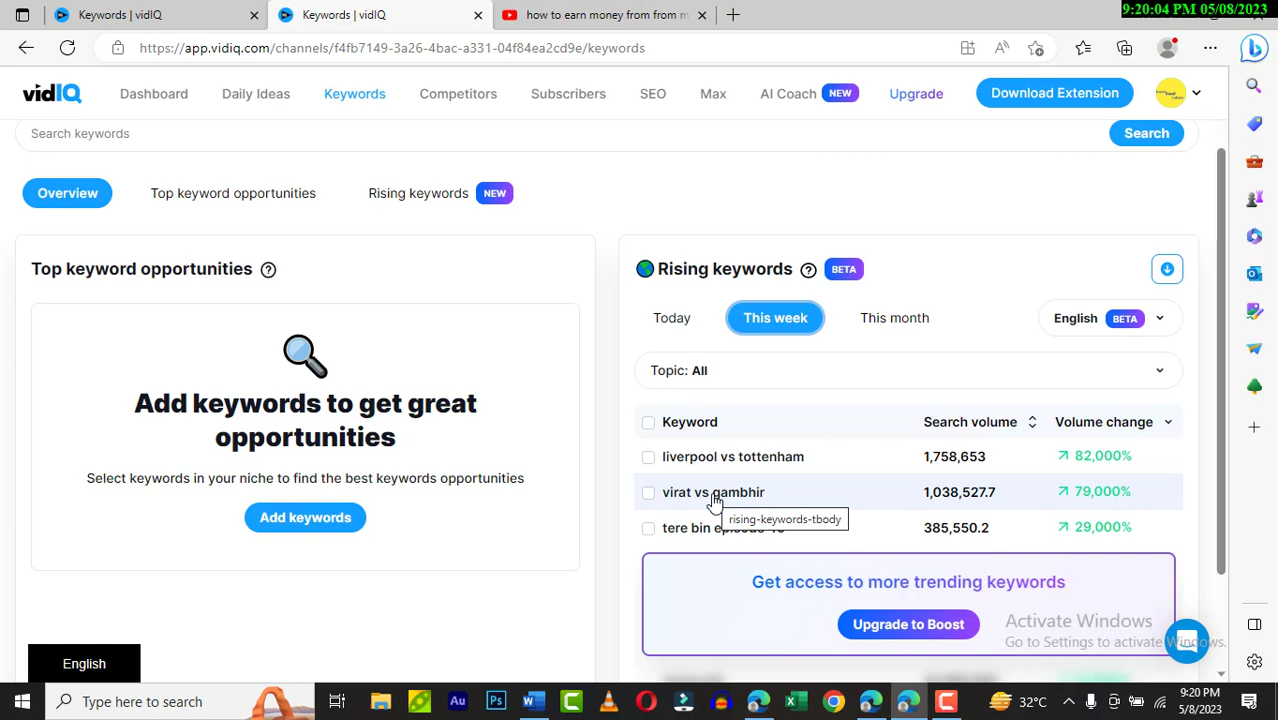 9:20:04 PM 05/08/2023
Keywords | vidIQ
Keywords | vidIQ
how to earn money from from m
https://app.vidiq.com/channels/f4fb7149-3a26-4bac-a331-04f84ea2cd9e/keywords
vidIQ Dashboard Daily Ideas Keywords Competitors Subscribers SEO Max AI Coach NEW Upgrade Download Extension
Search keywords Search
Overview Top keyword opportunities Rising keywords NEW
Top keyword opportunities ?
Add keywords to get great
opportunities
Select keywords in your niche to find the best keywords opportunities
Add keywords
Rising keywords ? BETA
Today This week This month English BETA
Topic: All
Keyword Search volume Volume change
liverpool vs tottenham 1,758,653 82,000%
virat vs gambhir 1,038,527.7 79,000%
rising-keywords-tbody
tere bin 385,550.2 29,000%
Get access to more trending keywords
Upgrade to Boost
Activate Windows
Go to Settings to activate Windows.
English
Type here to search
32°C
9:20 PM
5/8/2023